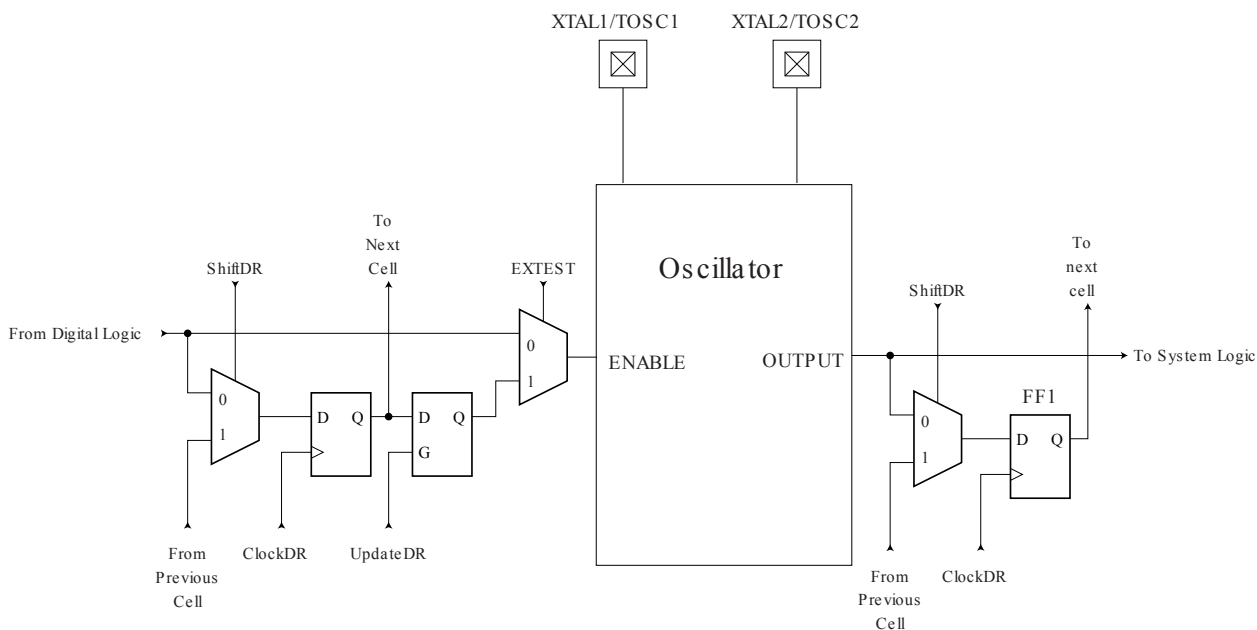 XTAL1/TOSC1
XTAL2/TOSC2
To
Next
Cell
ShiftDR
EXTEST
From Digital Logic
0
1
D Q
D Q
G
0
1
From
Previous
Cell
ClockDR
UpdateDR
Oscillator
ENABLE
OUTPUT
To
next
cell
ShiftDR
To System Logic
FF1
0
1
D Q
From
Previous
Cell
ClockDR